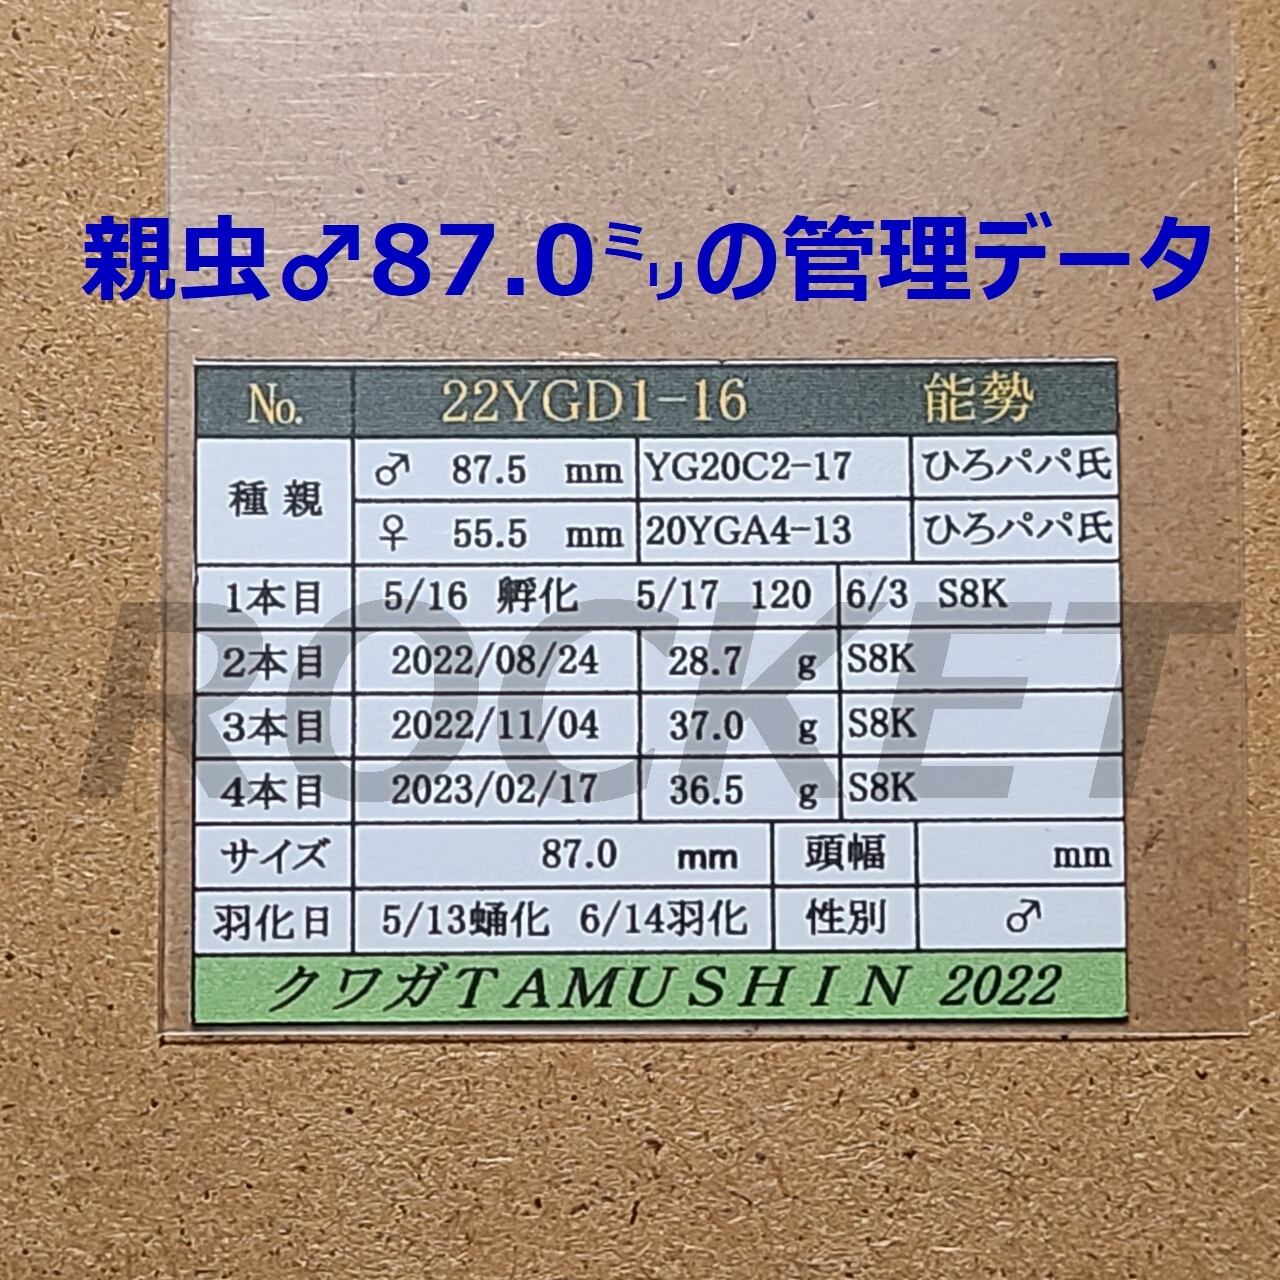 親虫♂87.0㍉の管理データ
No. 22YGD1-16 能勢
種親 ♂ 87.5 mm YG20C2-17 ひろパパ氏
♀ 55.5 mm 20YGA4-13 ひろパパ氏
1本目 5/16 孵化 5/17 120 6/3 S8K
2本目 2022/08/24 28.7 g S8K
3本目 2022/11/04 37.0 g S8K
4本目 2023/02/17 36.5 g S8K
サイズ 87.0 mm 頭幅 mm
羽化日 5/13蛹化 6/14羽化 性別 ♂
クワガTAMUSHIN 2022
ROCKET